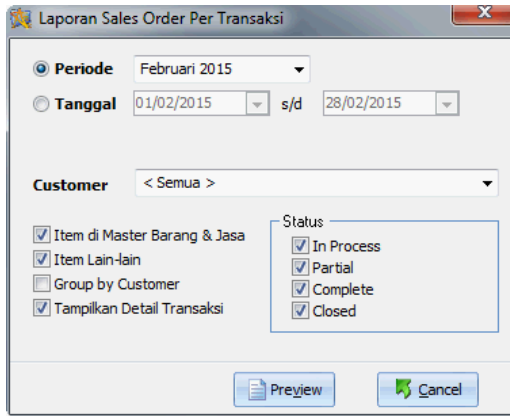 Laporan Sales Order Per Transaksi
Periode Februari 2015
Tanggal 01/02/2015 s/d 28/02/2015
Customer < Semua >
Item di Master Barang & Jasa
Item Lain-lain
Group by Customer
Tampilkan Detail Transaksi
Status
In Process
Partial
Complete
Closed
Preview
Cancel